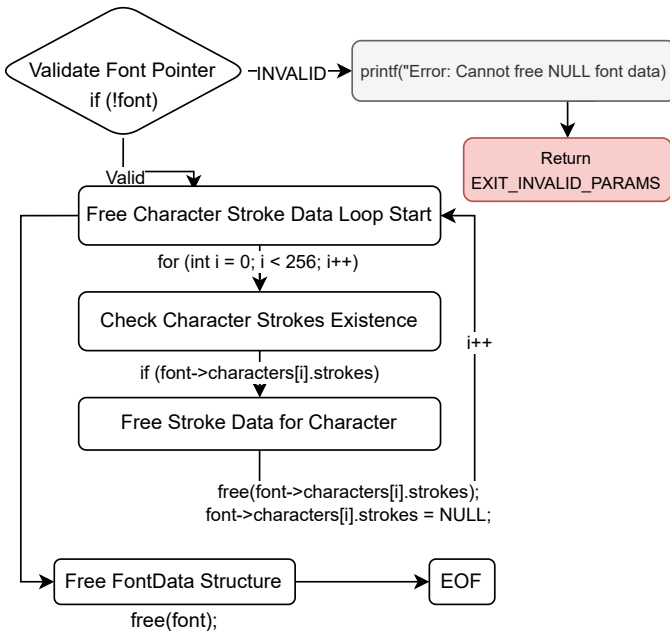 Validate Font Pointer
if (!font)
INVALID
printf("Error: Cannot free NULL font data)
Return
EXIT_INVALID_PARAMS
Valid
Free Character Stroke Data Loop Start
for (int i = 0; i < 256; i++)
Check Character Strokes Existence
i++
if (font->characters[i].strokes)
Free Stroke Data for Character
free(font->characters[i].strokes);
font->characters[i].strokes = NULL;
Free FontData Structure
EOF
free(font);